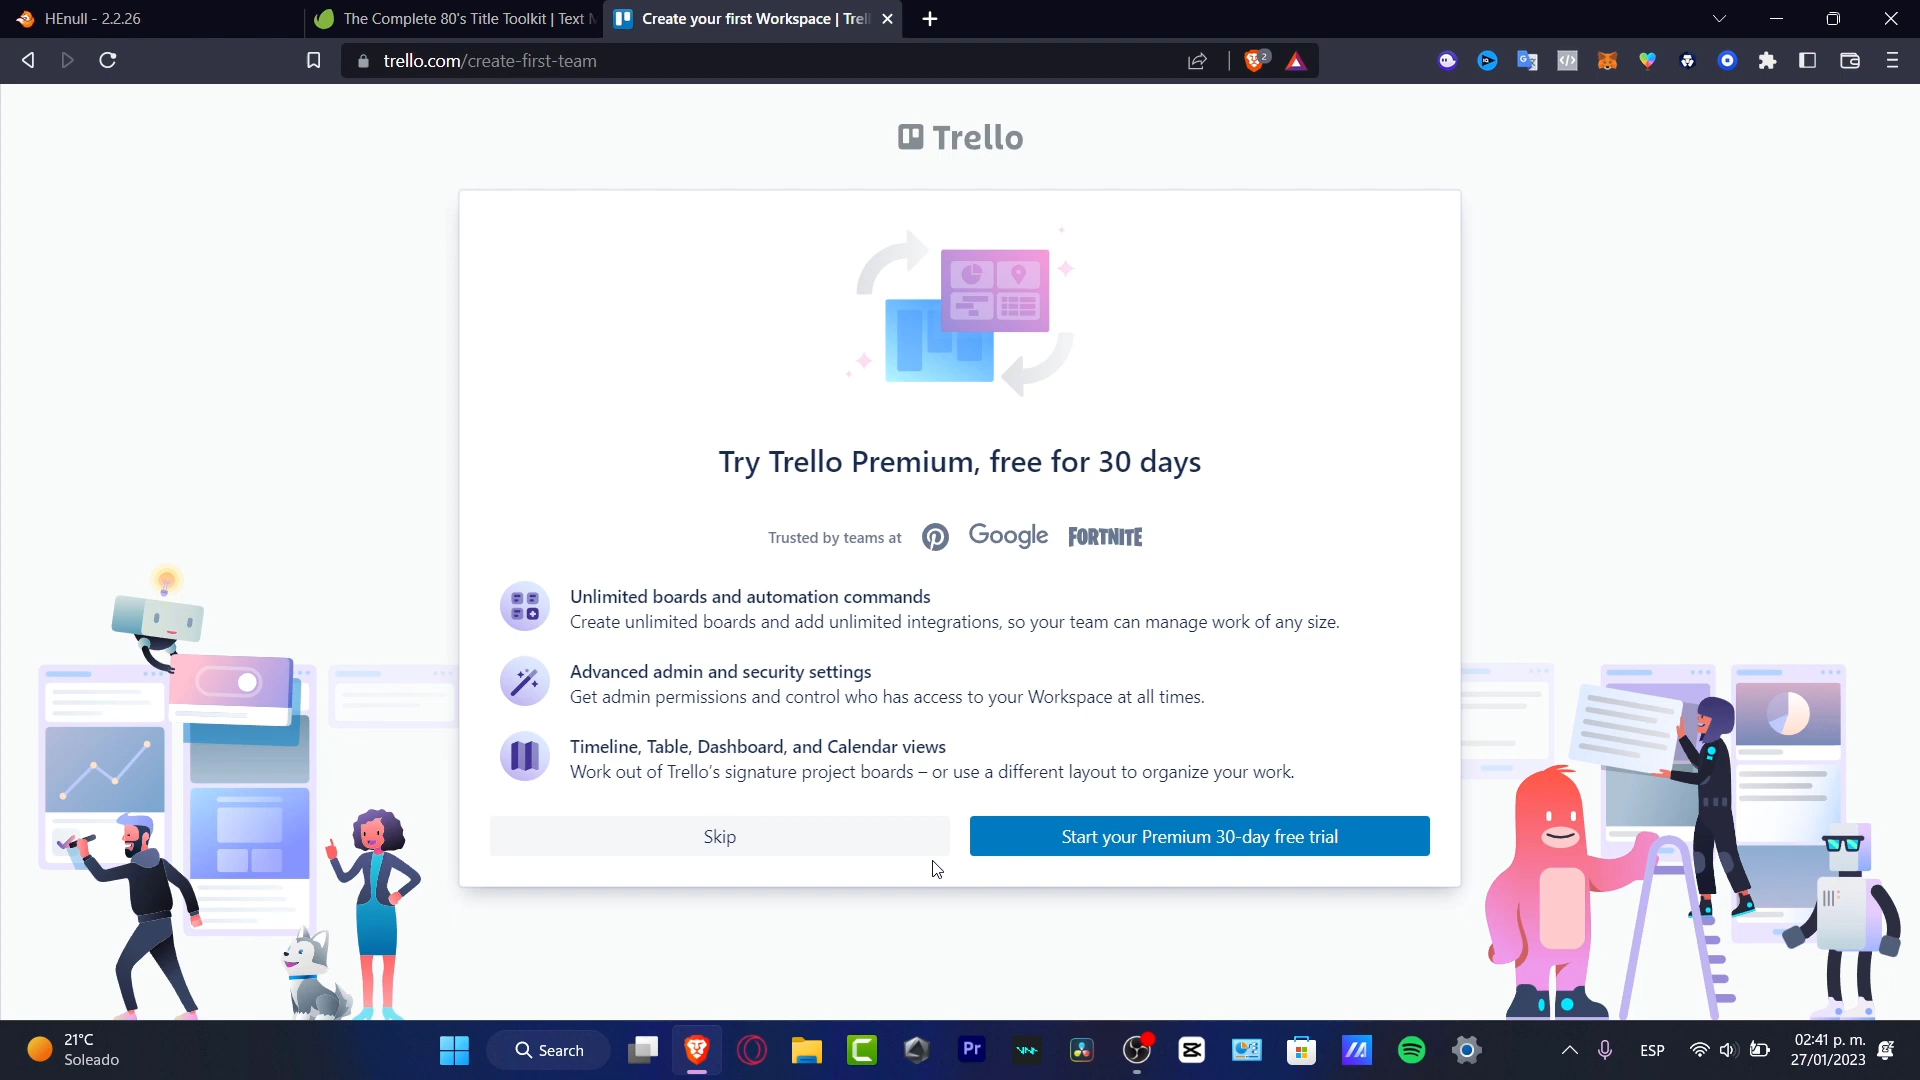 HEnull - 2.2.26
The Complete 80's Title Toolkit | Text
Create your first Workspace | Trell
trello.com/create-first-team
2
Trello
Try Trello Premium, free for 30 days
Trusted by teams at
Google
FORTNITE
Unlimited boards and automation commands
Create unlimited boards and add unlimited integrations, so your team can manage work of any size.
Advanced admin and security settings
Get admin permissions and control who has access to your Workspace at all times.
Timeline, Table, Dashboard, and Calendar views
Work out of Trello's signature project boards – or use a different layout to organize your work.
Skip
Start your Premium 30-day free trial
21°C
Soleado
Search
Pr
ESP
02:41 p. m.
27/01/2023